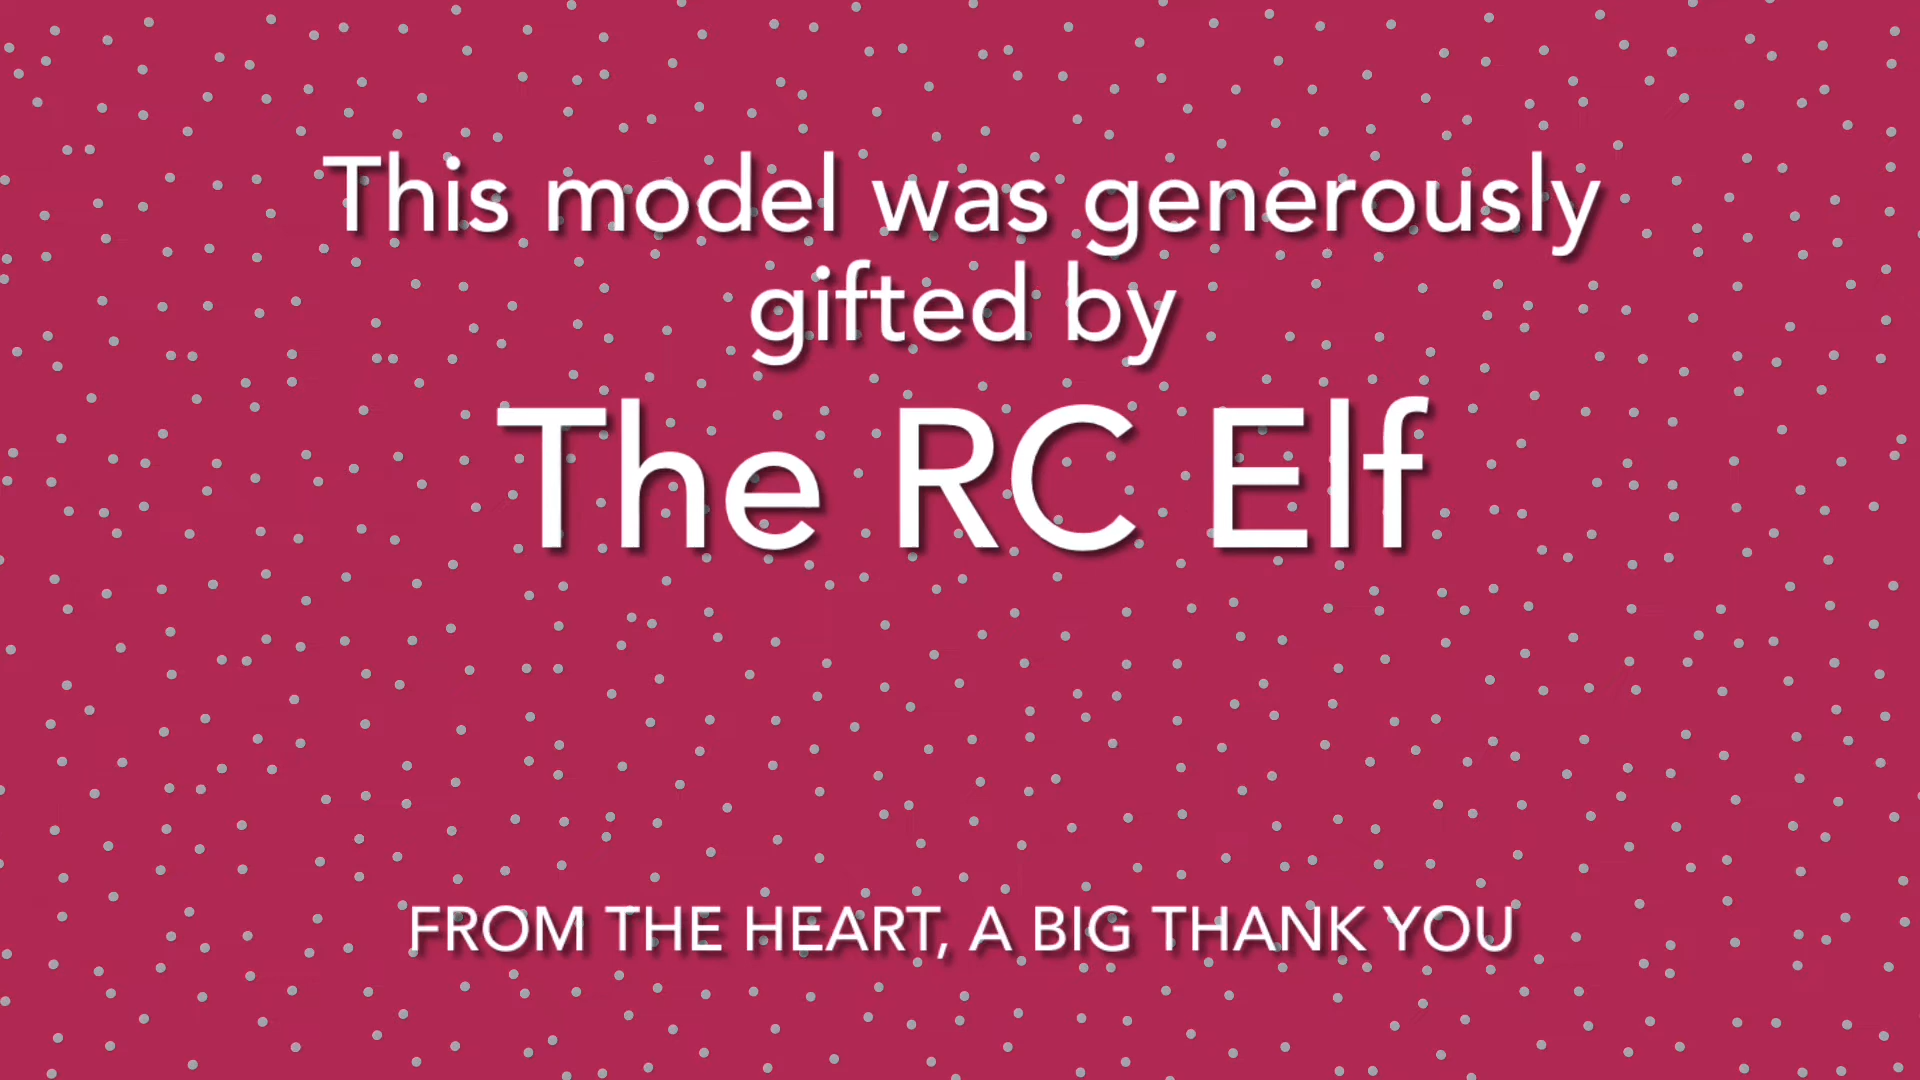 This model was generously
gifted by
The RC Elf
FROM THE HEART, A BIG THANK YOU